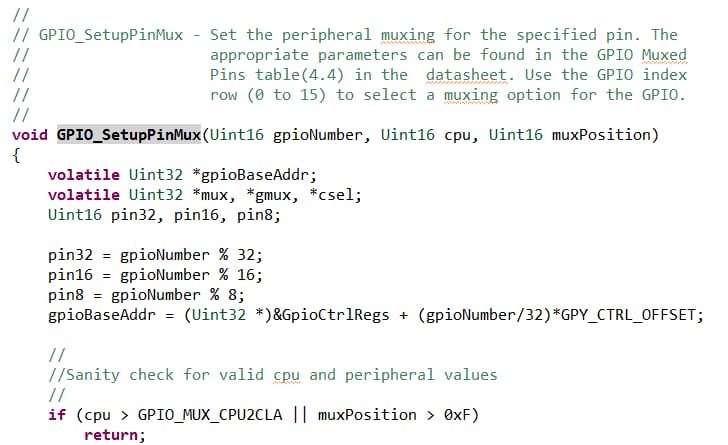 //
// GPIO_SetupPinMux - Set the peripheral muxing for the specified pin. The
//                    appropriate parameters can be found in the GPIO Muxed
//                    Pins table(4.4) in the  datasheet. Use the GPIO index
//                    row (0 to 15) to select a muxing option for the GPIO.
//
void GPIO_SetupPinMux(Uint16 gpioNumber, Uint16 cpu, Uint16 muxPosition)
{
    volatile Uint32 *gpioBaseAddr;
    volatile Uint32 *mux, *gmux, *csel;
    Uint16 pin32, pin16, pin8;

    pin32 = gpioNumber % 32;
    pin16 = gpioNumber % 16;
    pin8 = gpioNumber % 8;
    gpioBaseAddr = (Uint32 *)&GpioCtrlRegs + (gpioNumber/32)*GPY_CTRL_OFFSET;

    //
    //Sanity check for valid cpu and peripheral values
    //
    if (cpu > GPIO_MUX_CPU2CLA || muxPosition > 0xF)
        return;